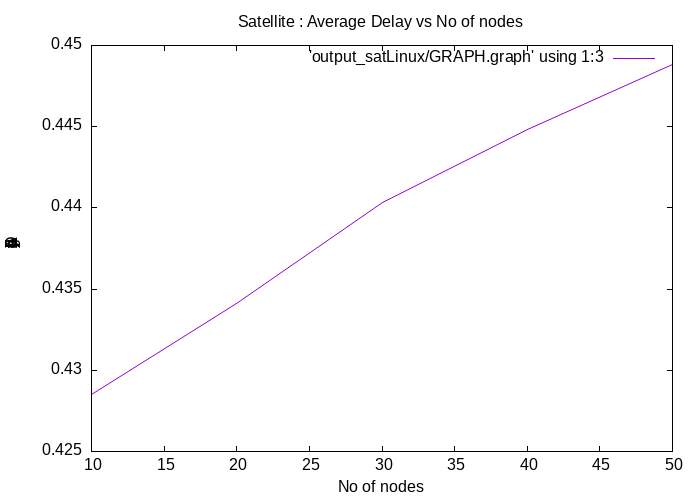 Satellite : Average Delay vs No of nodes
'output_satLinux/GRAPH.graph' using 1:3
0.45
0.445
0.44
0.435
0.43
0.425
10 15 20 25 30 35 40 45 50
No of nodes